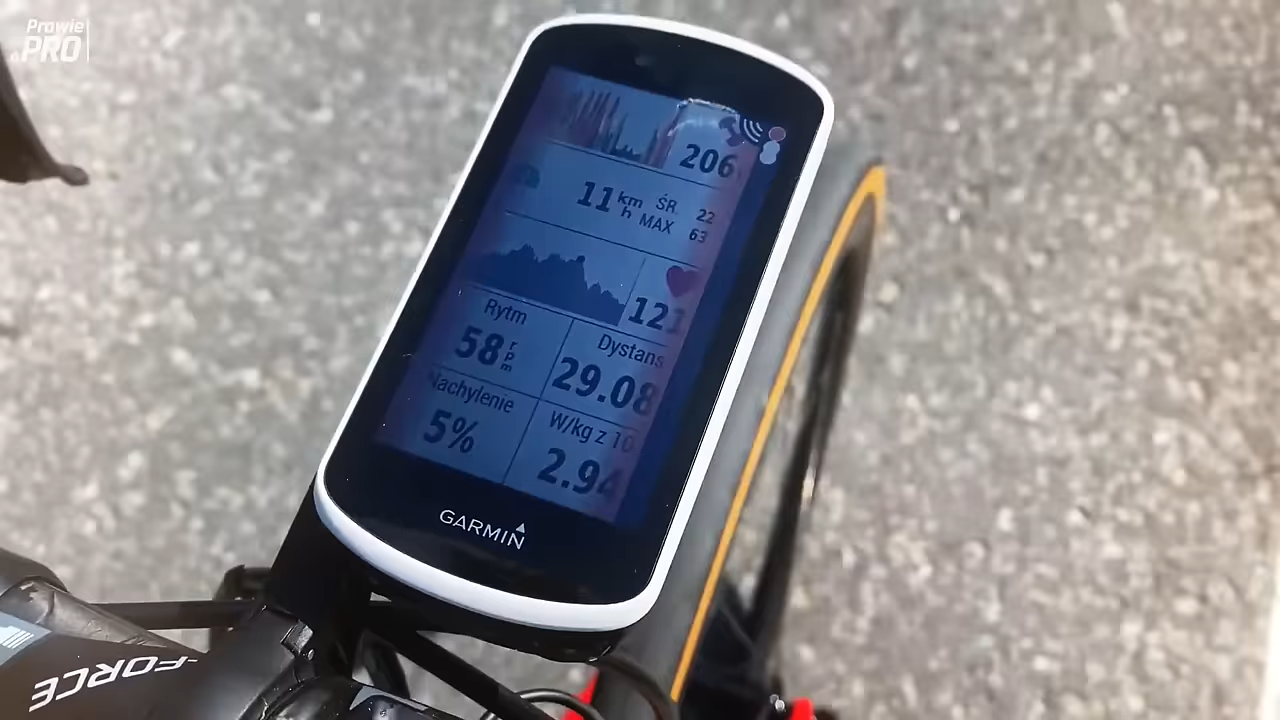 Prawie
PRO
206
11 km h ŚR. 22
MAX 63
121
Rytm
58 rpm
Dystans
29.08
Nachylenie
5%
W/kg z 10
2.94
GARMIN
FORCE